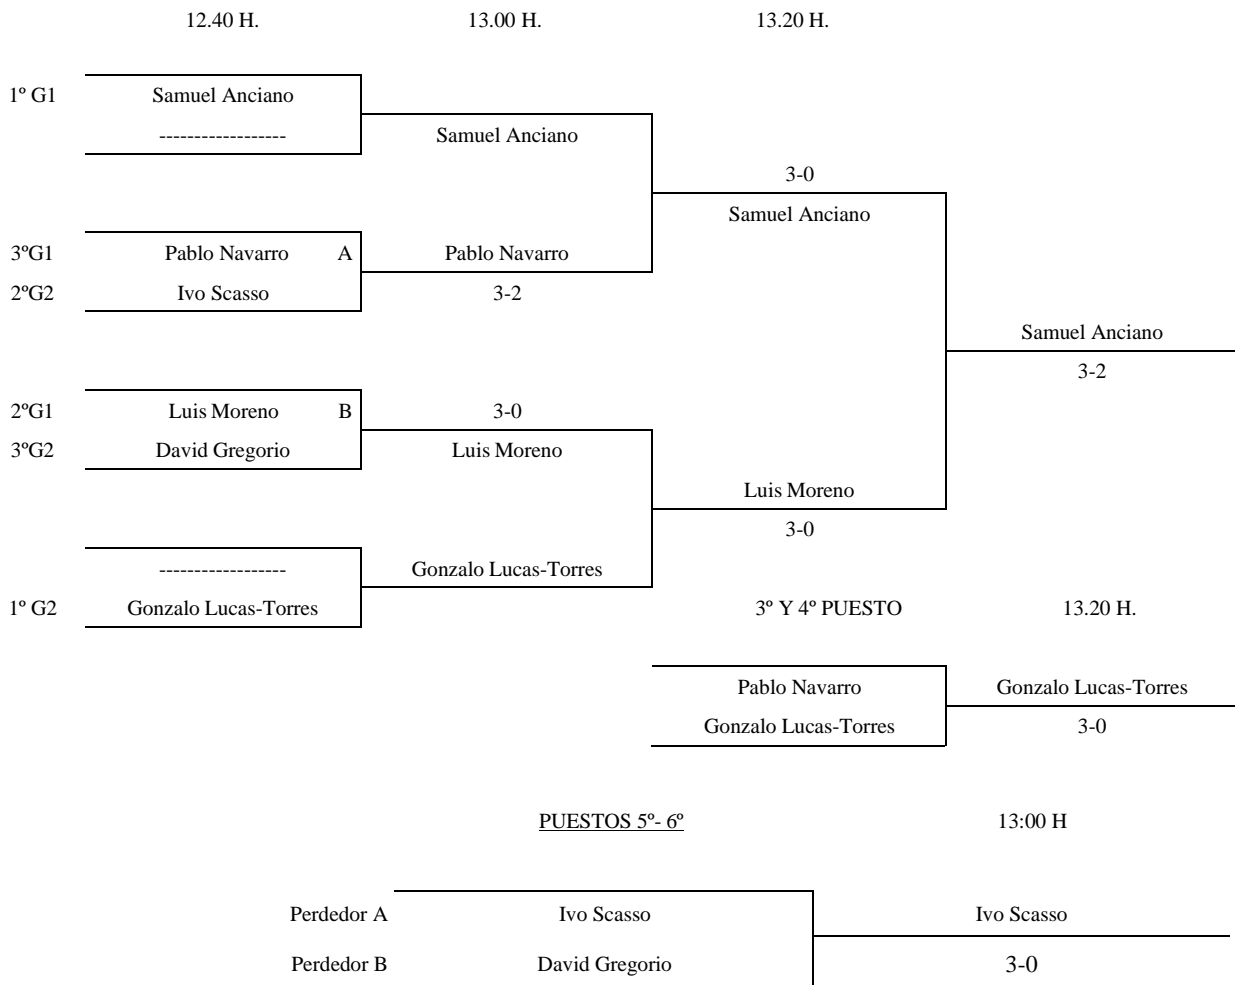 12.40 H. 13.00 H. 13.20 H.
1º G1 Samuel Anciano
------------------ Samuel Anciano
3-0
Samuel Anciano
3ºG1 Pablo Navarro A Pablo Navarro
2ºG2 Ivo Scasso 3-2
Samuel Anciano
3-2
2ºG1 Luis Moreno B 3-0
3ºG2 David Gregorio Luis Moreno
Luis Moreno
3-0
------------------ Gonzalo Lucas-Torres
1º G2 Gonzalo Lucas-Torres 3º Y 4º PUESTO 13.20 H.
Pablo Navarro Gonzalo Lucas-Torres
Gonzalo Lucas-Torres 3-0
PUESTOS 5º- 6º 13:00 H
Perdedor A Ivo Scasso Ivo Scasso
Perdedor B David Gregorio 3-0